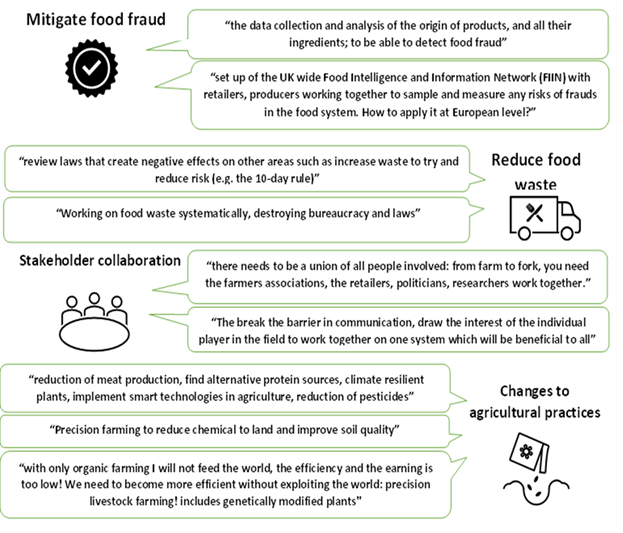 Mitigate food fraud
“the data collection and analysis of the origin of products, and all their
ingredients; to be able to detect food fraud”
“set up of the UK wide Food Intelligence and Information Network (FIIN) with
retailers, producers working together to sample and measure any risks of frauds
in the food system. How to apply it at European level?”
“review laws that create negative effects on other areas such as increase waste to try and
reduce risk (e.g. the 10-day rule)”
“Working on food waste systematically, destroying bureaucracy and laws”
Reduce food
waste
Stakeholder collaboration
“there needs to be a union of all people involved: from farm to fork, you need
the farmers associations, the retailers, politicians, researchers work together.”
“The break the barrier in communication, draw the interest of the individual
player in the field to work together on one system which will be beneficial to all”
“reduction of meat production, find alternative protein sources, climate resilient
plants, implement smart technologies in agriculture, reduction of pesticides”
“Precision farming to reduce chemical to land and improve soil quality”
“with only organic farming I will not feed the world, the efficiency and the earning is
too low! We need to become more efficient without exploiting the world: precision
livestock farming! includes genetically modified plants"
Changes to
agricultural practices